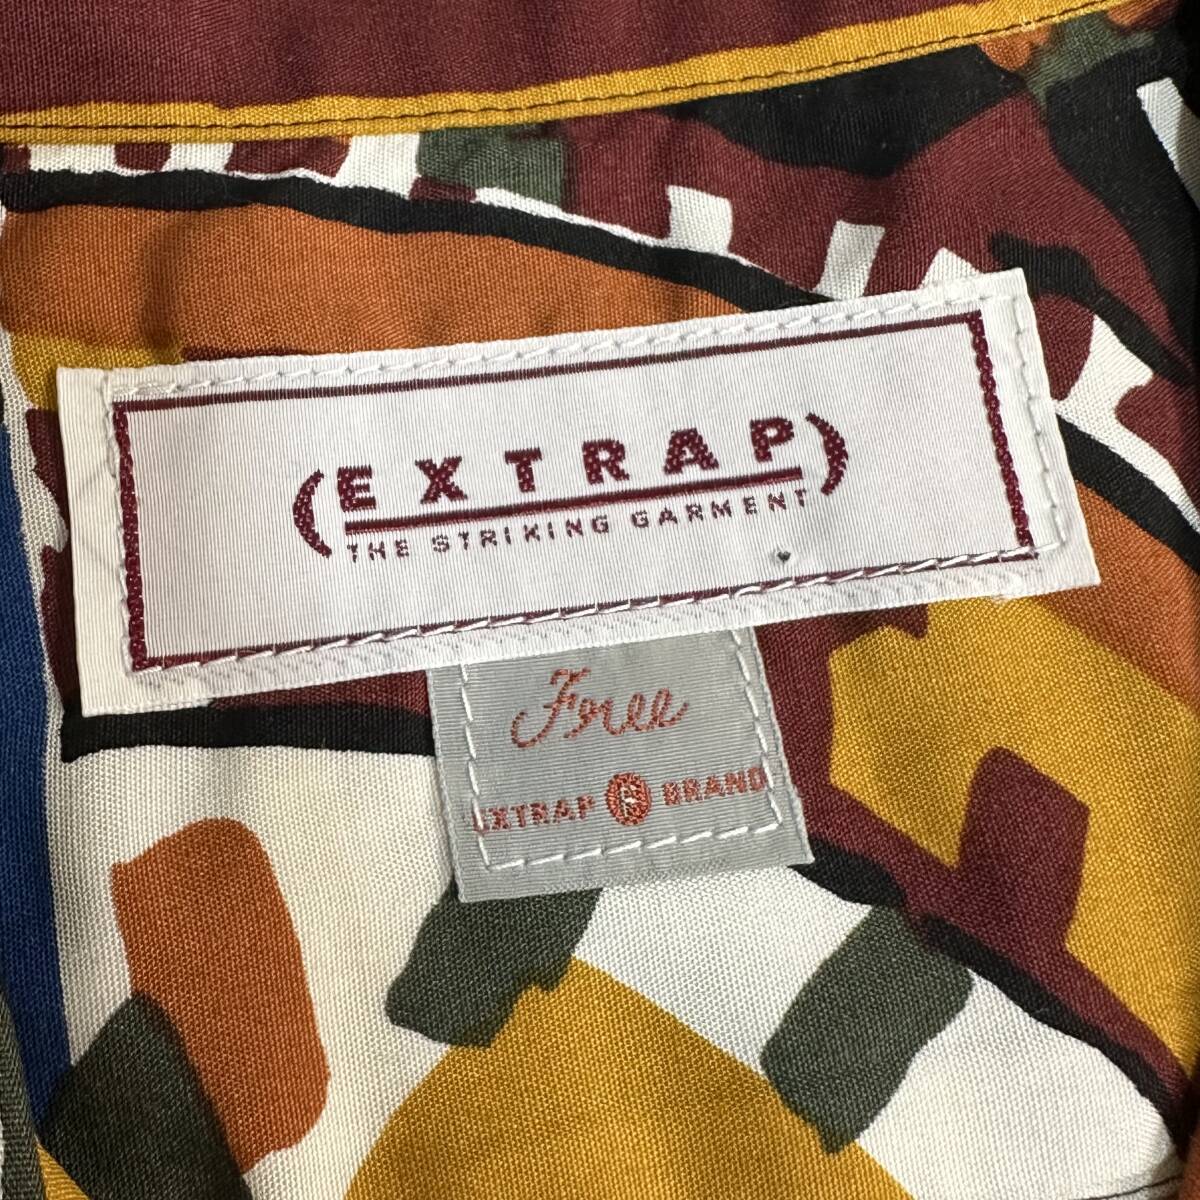 (EXTRAP)
THE STRIKING GARMENT
Free
EXTRAP BRAND